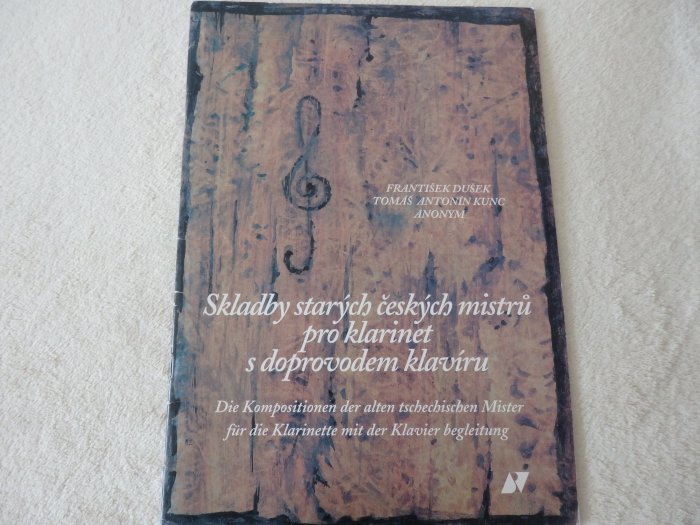 FRANTIŠEK DUŠEK
TOMÁŠ ANTONÍN KUNC
ANONYM
Skladby starých českých mistrů
pro klarinet
s doprovodem klavíru
Die Kompositionen der alten tschechischen Mister
für die Klarinette mit der Klavier begleitung